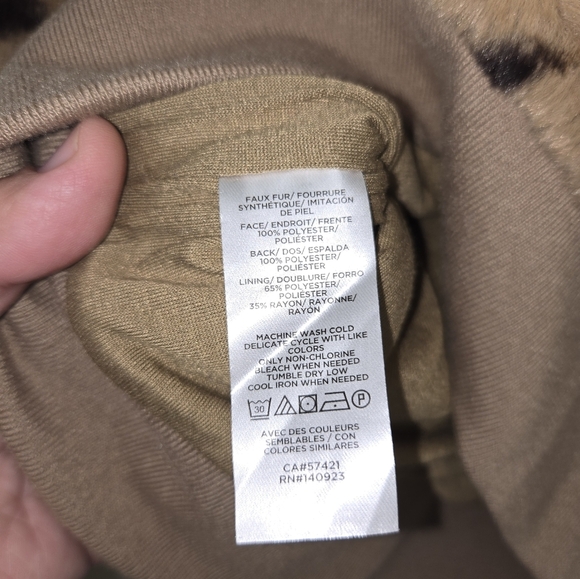 FAUX FUR/ FOURRURE
SYNTHÉTIQUE/ IMITACIÓN
DE PIEL
FACE/ ENDROIT/ FRENTE
100% POLYESTER/
POLIÉSTER
BACK/ DOS/ ESPALDA
100% POLYESTER/
POLIÉSTER
LINING/ DOUBLURE/ FORRO
65% POLYESTER/
POLIÉSTER
35% RAYON/ RAYONNE/
RAYÓN
MACHINE WASH COLD
DELICATE CYCLE WITH LIKE
COLORS
ONLY NON-CHLORINE
BLEACH WHEN NEEDED
TUMBLE DRY LOW
COOL IRON WHEN NEEDED
30 P
AVEC DES COULEURS
SEMBLABLES / CON
COLORES SIMILARES
CA#57421
RN#140923